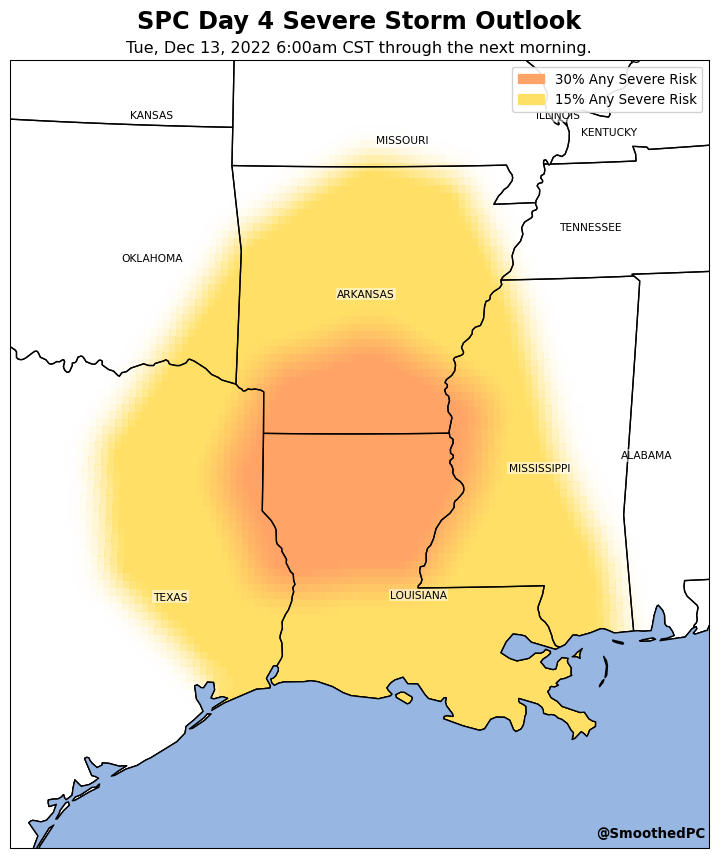 SPC Day 4 Severe Storm Outlook
Tue, Dec 13, 2022 6:00am CST through the next morning.
30% Any Severe Risk
15% Any Severe Risk
KANSAS
ILLINOIS
KENTUCKY
MISSOURI
TENNESSEE
OKLAHOMA
ARKANSAS
ALABAMA
MISSISSIPPI
TEXAS
LOUISIANA
@SmoothedPC